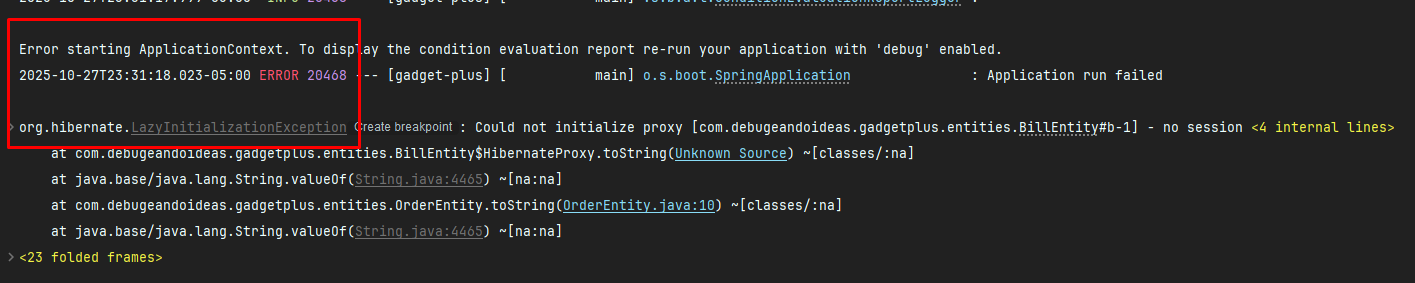 Error starting ApplicationContext. To display the condition evaluation report re-run your application with 'debug' enabled.
2025-10-27T23:31:18.023-05:00 ERROR 20468 --- [gadget-plus] [           main] o.s.boot.SpringApplication               : Application run failed
org.hibernate.LazyInitializationException Create breakpoint : Could not initialize proxy [com.debugeandoideas.gadgetplus.entities.BillEntity#b-1] - no session <4 internal lines>
at com.debugeandoideas.gadgetplus.entities.BillEntity$HibernateProxy.toString(Unknown Source) ~[classes/:na]
at java.base/java.lang.String.valueOf(String.java:4465) ~[na:na]
at com.debugeandoideas.gadgetplus.entities.OrderEntity.toString(OrderEntity.java:10) ~[classes/:na]
at java.base/java.lang.String.valueOf(String.java:4465) ~[na:na]
<23 folded frames>